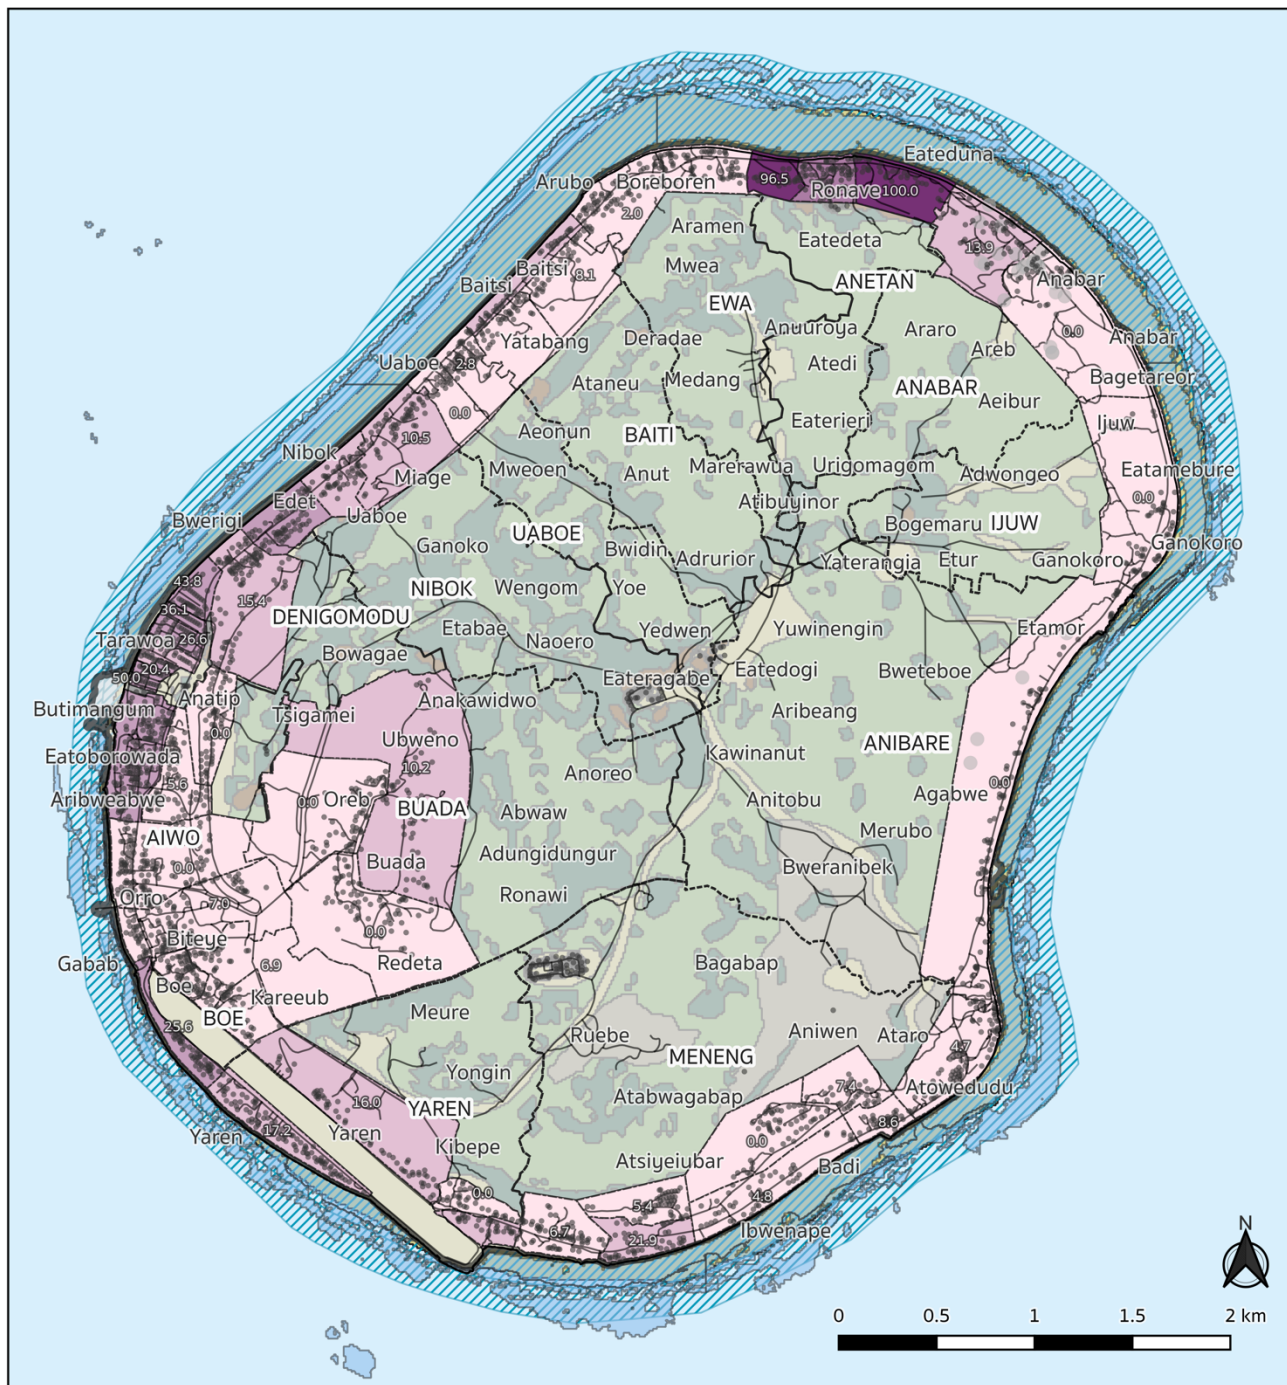 Eateduna
96.5
Ronave
100.0
Arubo
Boreboren
2.0
Aramen
Eatedeta
13.9
Mwea
Baitsi
8.1
Baitsi
ANETAN
Anabar
EWA
Anuuroya
Araro
0.0
Anabar
Yatabang
Deradae
Uaboe
2.8
Atedi
Areb
Bagetareor
Ataneu
Medang
ANABAR
Aeibur
0.0
Eaterieri
Ijuw
Aeonun
BAITI
10.5
Nibok
Mweoen
Marerawua
Urigomagom
Eatamebure
Miage
Anut
Adwongeo
0.0
Edet
Atibuyinor
Bwerigi
Uaboe
Bogemaru
IJUW
UABOE
Ganoko
Bwidin
Adrurior
Ganokoro
Yaterangia
Etur
Ganokoro
43.8
NIBOK
Wengom
Yoe
15.4
36.1
DENIGOMODU
Etabae
Naoero
Yedwen
Yuwinengin
Etamor
Tarawoa
26.6
Bowagae
20.4
Eateragabe
Eatedogi
Bweteboe
50.0
Anatip
Anakawidwo
Butimangum
Tsigamei
Aribeang
0.0
Ubweno
ANIBARE
Eatoborowada
10.2
Anoreo
Kawinanut
15.6
Aribweabwe
0.0
Oreb
BUADA
Abwaw
Anitobu
Agabwe
0.0
AIWO
Merubo
0.0
Buada
Adungidungur
Bweranibek
Orro
7.0
Ronawi
0.0
Biteye
Gabab
6.9
Redeta
Bagabap
Boe
Kareeub
BOE
25.6
Meure
Ruebe
Aniwen
Ataro
MENENG
4.7
Yongin
7.4
Atowedudu
16.0
YAREN
Atabwagabap
8.6
Yaren
17.2
Yaren
Kibepe
0.0
Atsiyeiubar
Badi
0.0
5.4
4.8
6.7
21.9
Ibwenape
N
0 0.5 1 1.5 2 km